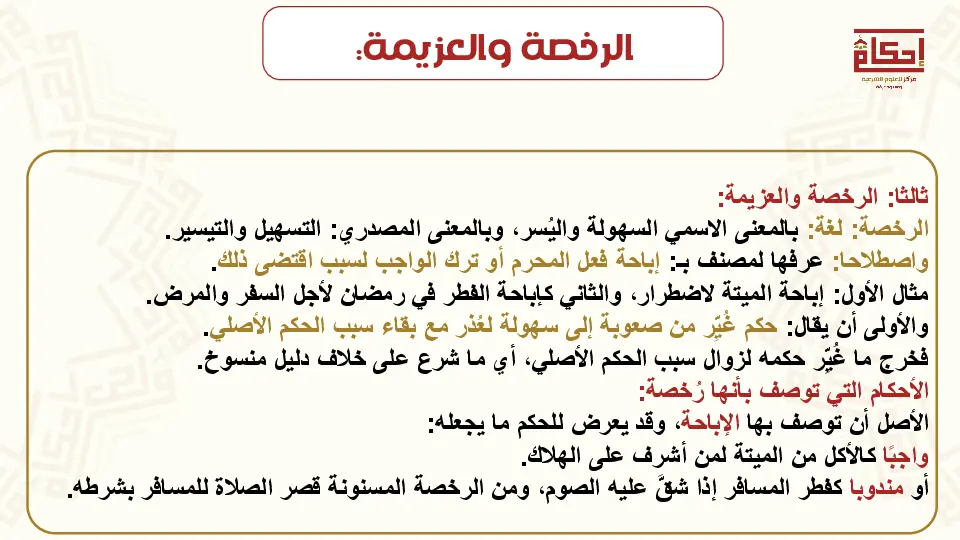 الرخصة والعزيمة:
إحكام
مركز للعلوم الشرعية
ثالثا: الرخصة والعزيمة:
الرخصة: لغة: بالمعنى الاسمي السهولة واليُسر، وبالمعنى المصدري: التسهيل والتيسير.
واصطلاحا: عرفها لمصنف بـ: إباحة فعل المحرم أو ترك الواجب لسبب اقتضى ذلك.
مثال الأول: إباحة الميتة لاضطرار، والثاني كإباحة الفطر في رمضان لأجل السفر والمرض.
والأولى أن يقال: حكم غُيِّر من صعوبة إلى سهولة لعُذر مع بقاء سبب الحكم الأصلي.
فخرج ما غُيِّر حكمه لزوال سبب الحكم الأصلي، أي ما شرع على خلاف دليل منسوخ.
الأحكام التي توصف بأنها رُخصة:
الأصل أن توصف بها الإباحة، وقد يعرض للحكم ما يجعله:
واجبًا كالأكل من الميتة لمن أشرف على الهلاك.
أو مندوبا كفطر المسافر إذا شقَّ عليه الصوم، ومن الرخصة المسنونة قصر الصلاة للمسافر بشرطه.